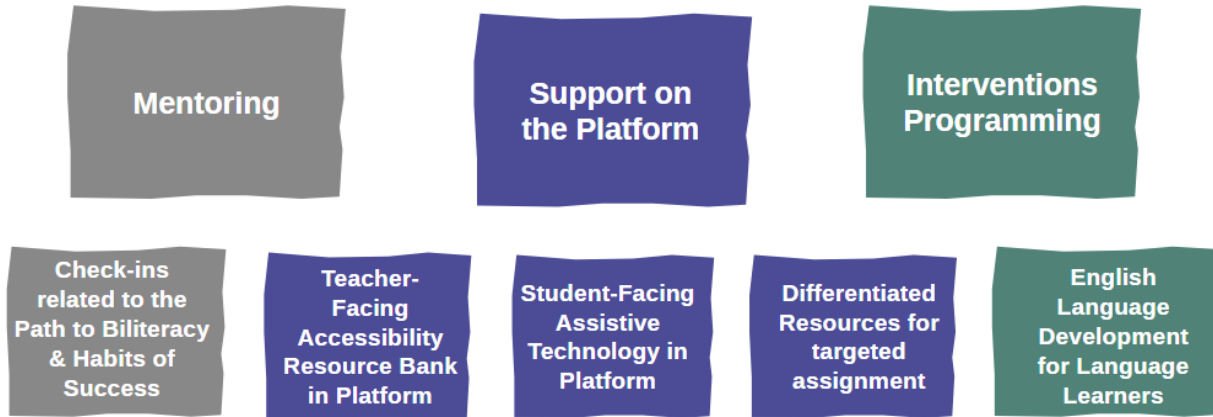 Mentoring
Support on
the Platform
Interventions
Programming
Check-ins
related to the
Path to Biliteracy
& Habits of
Success
Teacher-
Facing
Accessibility
Resource Bank
in Platform
Student-Facing
Assistive
Technology in
Platform
Differentiated
Resources for
targeted
assignment
English
Language
Development
for Language
Learners